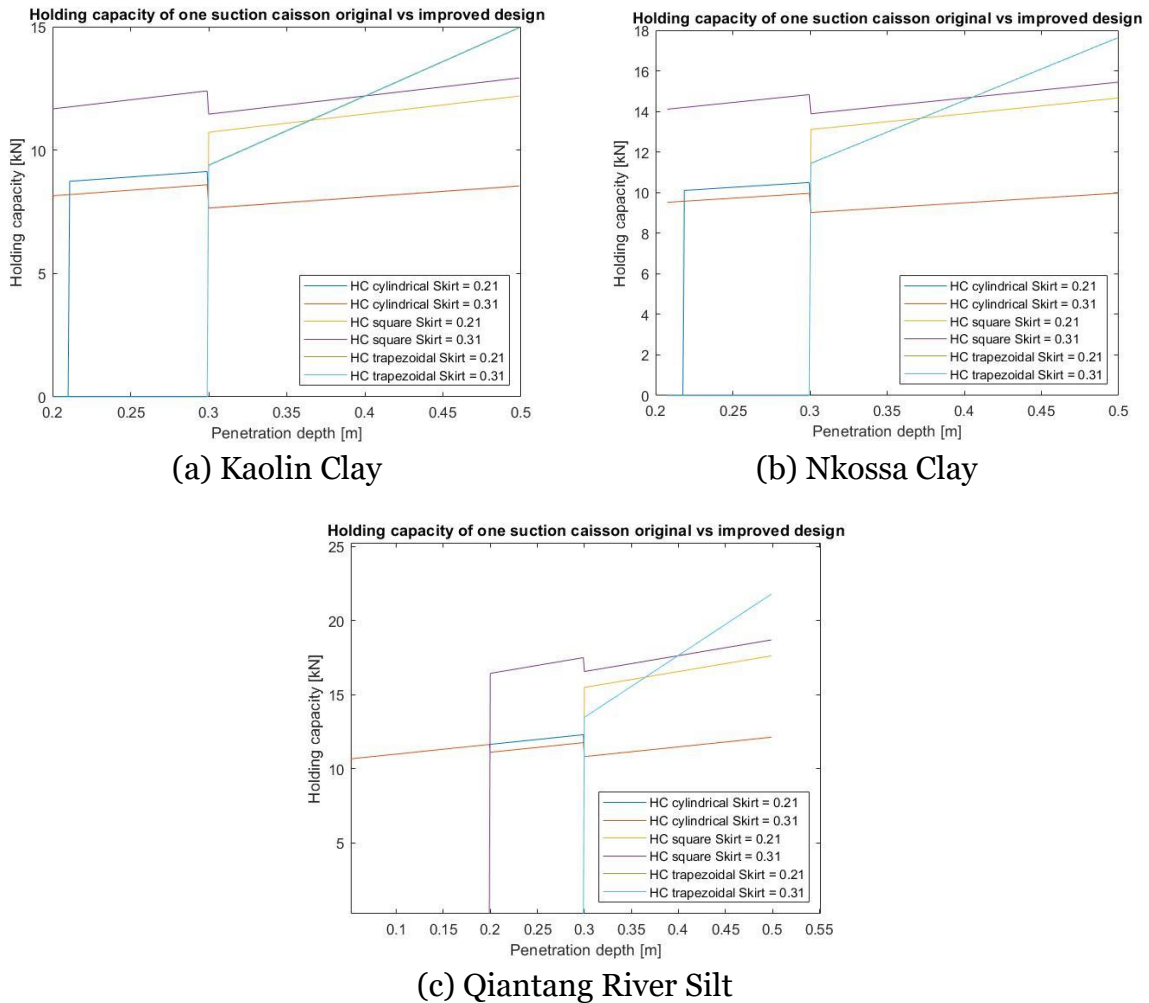 Holding capacity of one suction caisson original vs improved design
15
10
5
0
Holding capacity [kN]
HC cylindrical Skirt = 0.21
HC cylindrical Skirt = 0.31
HC square Skirt = 0.21
HC square Skirt = 0.31
HC trapezoidal Skirt = 0.21
HC trapezoidal Skirt = 0.31
0.2 0.25 0.3 0.35 0.4 0.45 0.5
Penetration depth [m]
(a) Kaolin Clay
Holding capacity of one suction caisson original vs improved design
18
16
14
12
10
8
6
4
2
0
Holding capacity [kN]
HC cylindrical Skirt = 0.21
HC cylindrical Skirt = 0.31
HC square Skirt = 0.21
HC square Skirt = 0.31
HC trapezoidal Skirt = 0.21
HC trapezoidal Skirt = 0.31
0.2 0.25 0.3 0.35 0.4 0.45 0.5
Penetration depth [m]
(b) Nkossa Clay
Holding capacity of one suction caisson original vs improved design
25
20
15
10
5
Holding capacity [kN]
HC cylindrical Skirt = 0.21
HC cylindrical Skirt = 0.31
HC square Skirt = 0.21
HC square Skirt = 0.31
HC trapezoidal Skirt = 0.21
HC trapezoidal Skirt = 0.31
0.1 0.15 0.2 0.25 0.3 0.35 0.4 0.45 0.5 0.55
Penetration depth [m]
(c) Qiantang River Silt